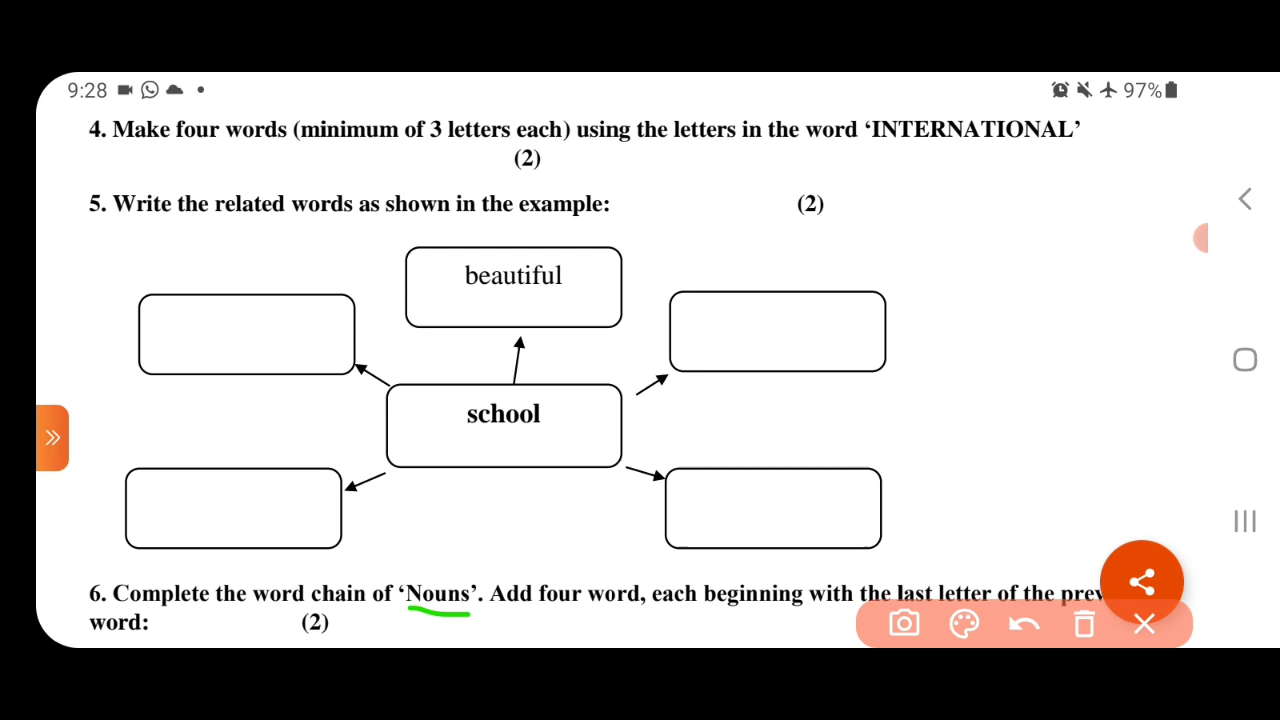 9:28
97%
4. Make four words (minimum of 3 letters each) using the letters in the word ‘INTERNATIONAL’
(2)
5. Write the related words as shown in the example: (2)
beautiful
school
6. Complete the word chain of ‘Nouns’. Add four word, each beginning with the last letter of the prev
word: (2)